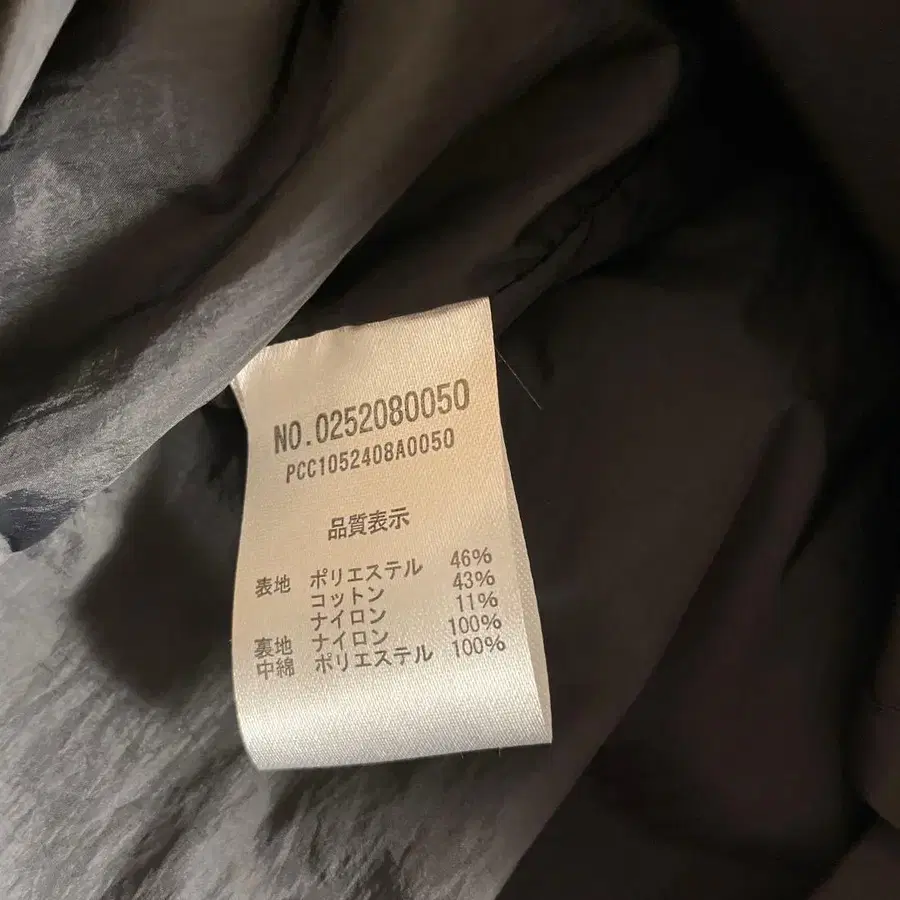 NO.0252080050
PCC1052408A0050
品質表示
表地 ポリエステル 46%
コットン 43%
ナイロン 11%
裏地 ナイロン 100%
中綿 ポリエステル 100%